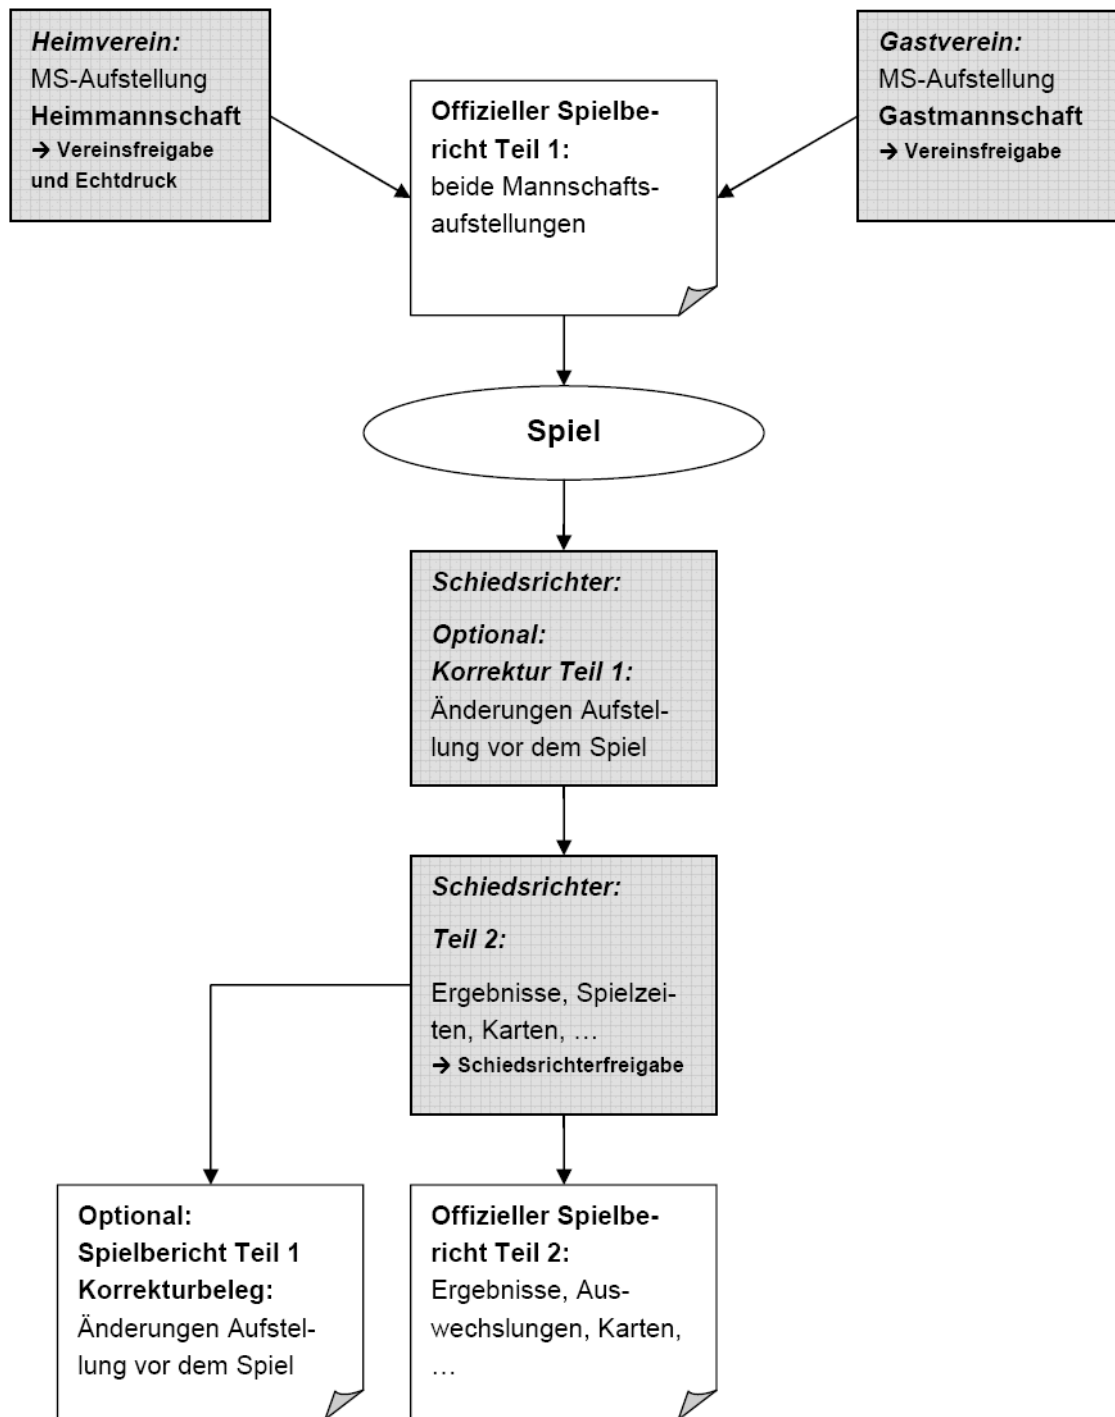 Heimverein:
MS-Aufstellung
Heimmannschaft
→ Vereinsfreigabe
und Echtdruck
Offizieller Spielbe-
richt Teil 1:
beide Mannschafts-
aufstellungen
Gastverein:
MS-Aufstellung
Gastmannschaft
→ Vereinsfreigabe
Spiel
Schiedsrichter:
Optional:
Korrektur Teil 1:
Änderungen Aufstel-
lung vor dem Spiel
Schiedsrichter:
Teil 2:
Ergebnisse, Spielzei-
ten, Karten, …
→ Schiedsrichterfreigabe
Optional:
Spielbericht Teil 1
Korrekturbeleg:
Änderungen Aufstel-
lung vor dem Spiel
Offizieller Spielbe-
richt Teil 2:
Ergebnisse, Aus-
wechslungen, Karten,
…